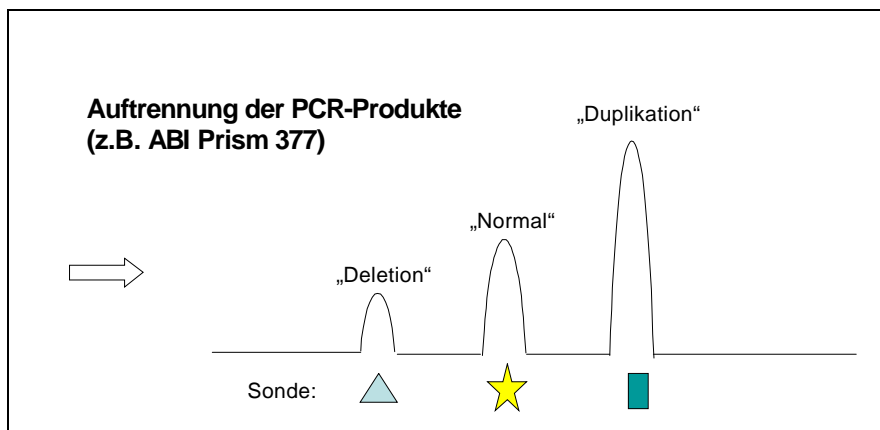 Auftrennung der PCR-Produkte
(z.B. ABI Prism 377)
„Duplikation“
„Normal“
„Deletion“
Sonde: